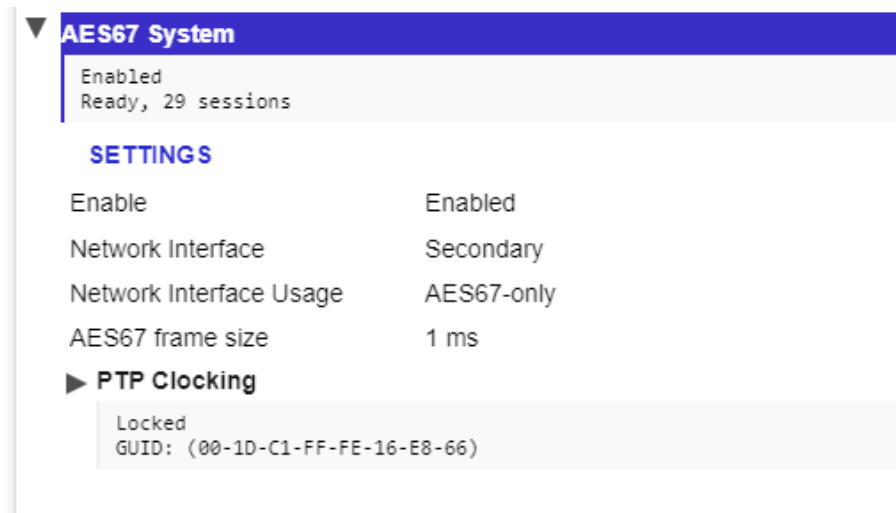 AES67 System
Enabled
Ready, 29 sessions
SETTINGS
Enable Enabled
Network Interface Secondary
Network Interface Usage AES67-only
AES67 frame size 1 ms
PTP Clocking
Locked
GUID: (00-1D-C1-FF-FE-16-E8-66)